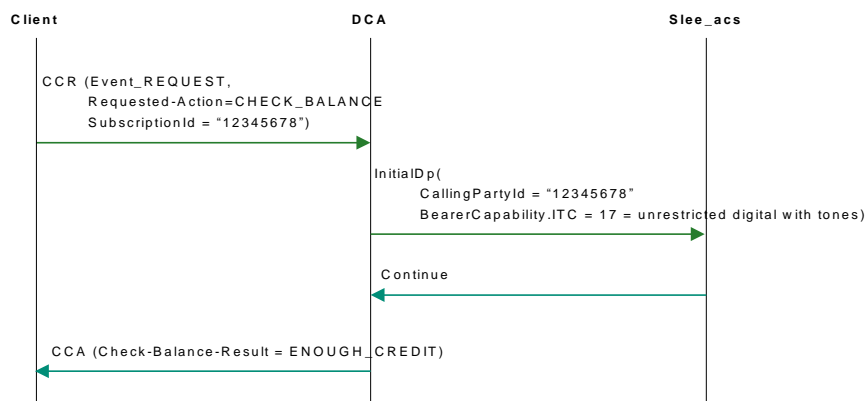 Client DCA Slee_acs
CCR (Event_REQUEST,
Requested-Action=CHECK_BALANCE
SubscriptionId = “12345678”)
InitialDp(
CallingPartyId = “12345678”
BearerCapability.ITC = 17 = unrestricted digital with tones)
Continue
CCA (Check-Balance-Result = ENOUGH_CREDIT)